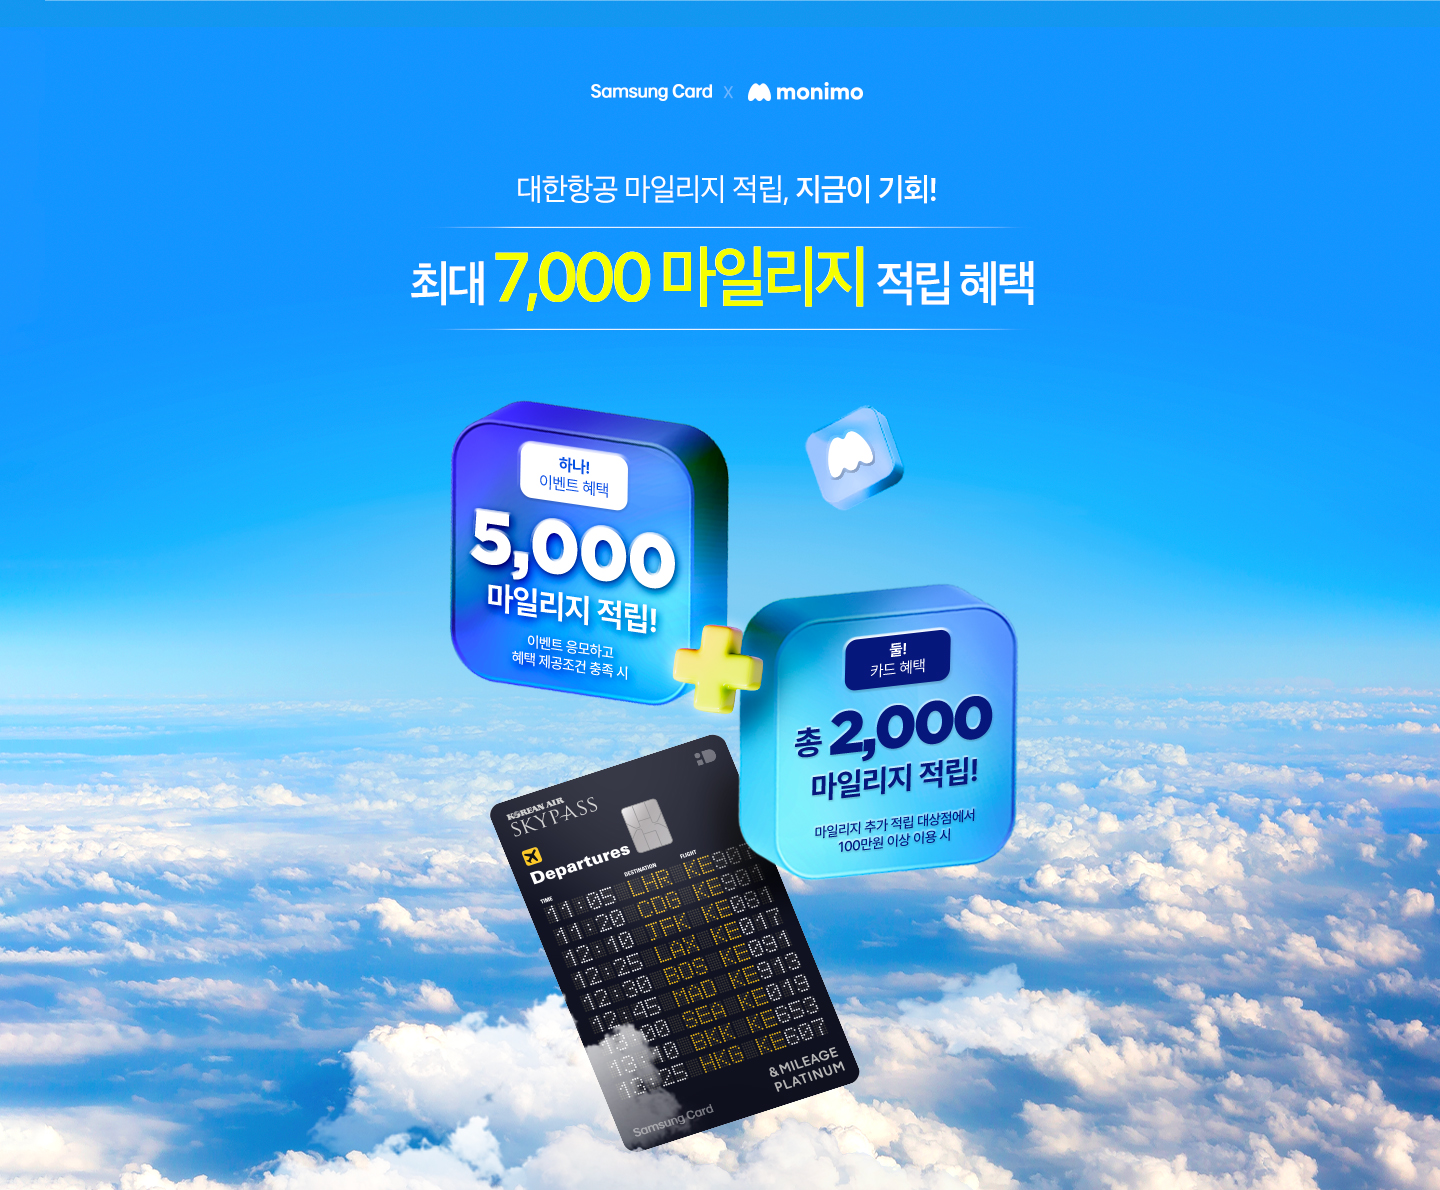 Samsung Card x monimo
대한항공 마일리지 적립, 지금이 기회!
최대 7,000 마일리지 적립 혜택
하나!
이벤트 혜택
5,000
마일리지 적립!
이벤트 응모하고
혜택 제공조건 충족 시
둘!
카드 혜택
총 2,000
마일리지 적립!
마일리지 추가 적립 대상점에서
100만원 이상 이용 시
KOREAN AIR
SKYPASS
Departures
TIME DESTINATION FLIGHT
11:05 LHR KE907
11:20 CDG KE901
12:10 JFK KE081
12:25 LAX KE017
12:30 BOS KE091
12:45 MAD KE913
13:00 SEA KE019
13:10 BKK KE653
13:25 HKG KE607
&MILEAGE
PLATINUM
Samsung Card